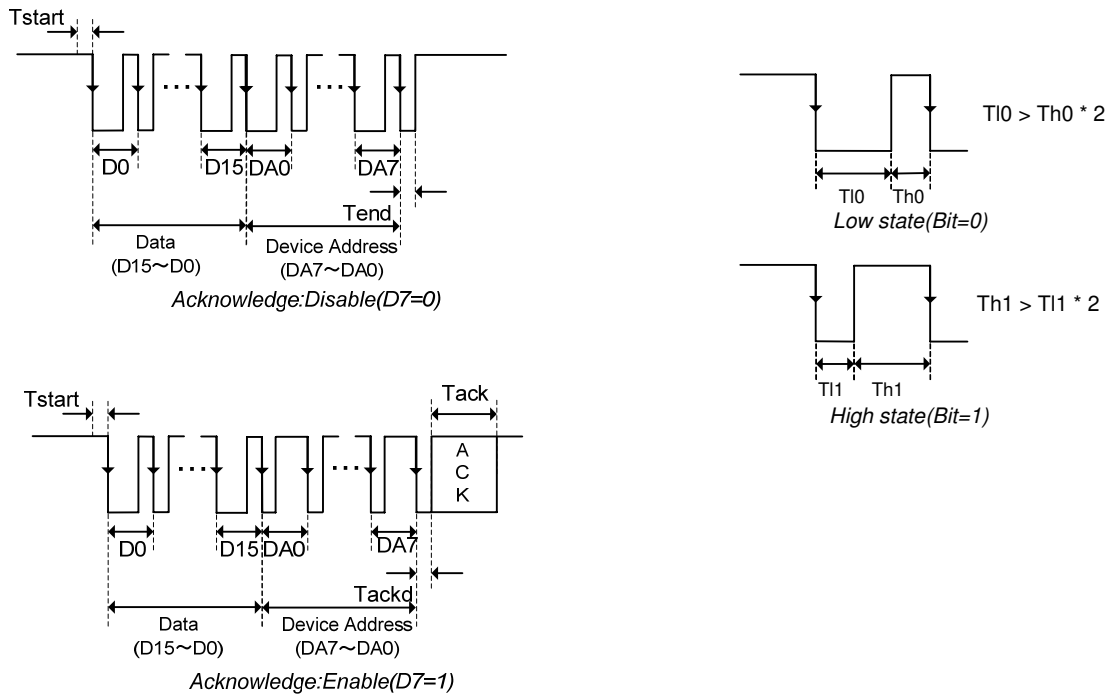 Tstart
D0
D15 DA0
DA7
Tend
Data
(D15~D0)
Device Address
(DA7~DA0)
Acknowledge:Disable(D7=0)
Tl0 > Th0 * 2
Tl0
Th0
Low state(Bit=0)
Th1 > Tl1 * 2
Tl1
Th1
High state(Bit=1)
Tstart
Tack
A
C
K
D0
D15 DA0
DA7
Tackd
Data
(D15~D0)
Device Address
(DA7~DA0)
Acknowledge:Enable(D7=1)